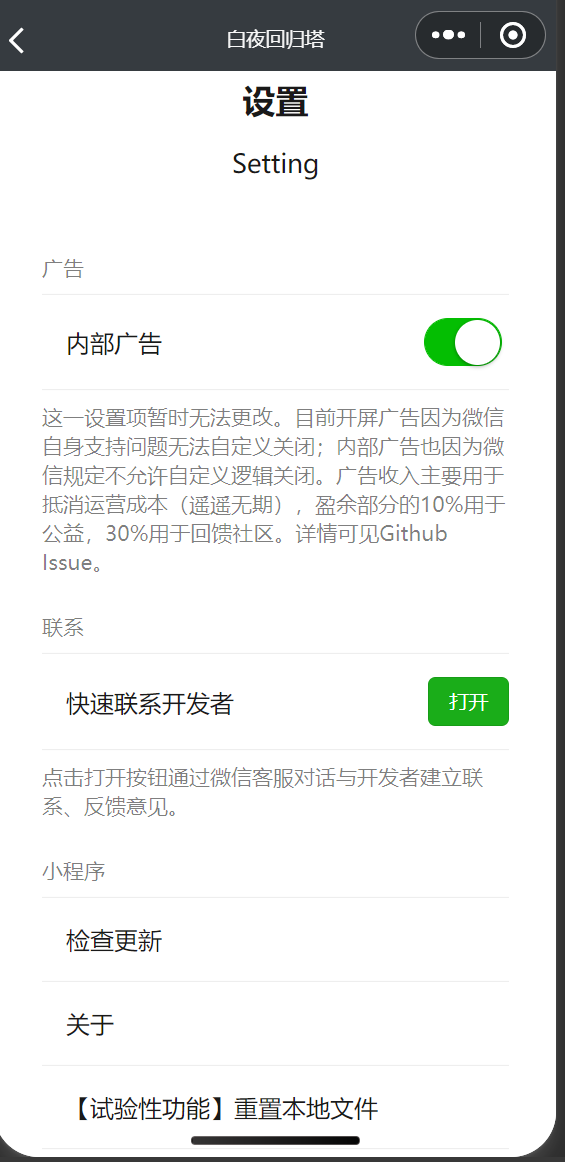 白夜回归塔
设置
Setting
广告
内部广告
这一设置项暂时无法更改。目前开屏广告因为微信
自身支持问题无法自定义关闭；内部广告也因为微
信规定不允许自定义逻辑关闭。广告收入主要用于
抵消运营成本（遥遥无期），盈余部分的10%用于
公益，30%用于回馈社区。详情可见Github
Issue。
联系
快速联系开发者
打开
点击打开按钮通过微信客服对话与开发者建立联
系、反馈意见。
小程序
检查更新
关于
【试验性功能】重置本地文件